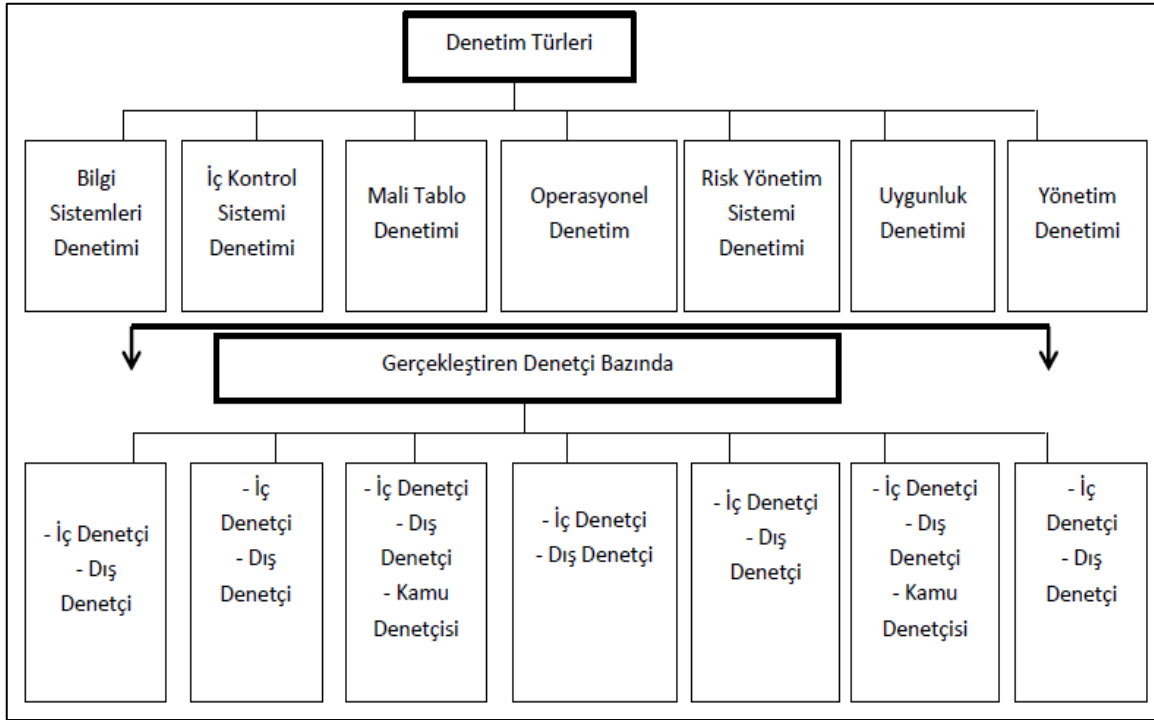 Denetim Türleri
Bilgi
Sistemleri
Denetimi
İç Kontrol
Sistemi
Denetimi
Mali Tablo
Denetimi
Operasyonel
Denetim
Risk Yönetim
Sistemi
Denetimi
Uygunluk
Denetimi
Yönetim
Denetimi
Gerçekleştiren Denetçi Bazında
- İç Denetçi
- Dış
Denetçi
- İç
Denetçi
- Dış
Denetçi
- İç Denetçi
- Dış
Denetçi
- Kamu
Denetçisi
- İç Denetçi
- Dış Denetçi
- İç Denetçi
- Dış
Denetçi
- İç Denetçi
- Dış
Denetçi
- Kamu
Denetçisi
- İç
Denetçi
- Dış
Denetçi